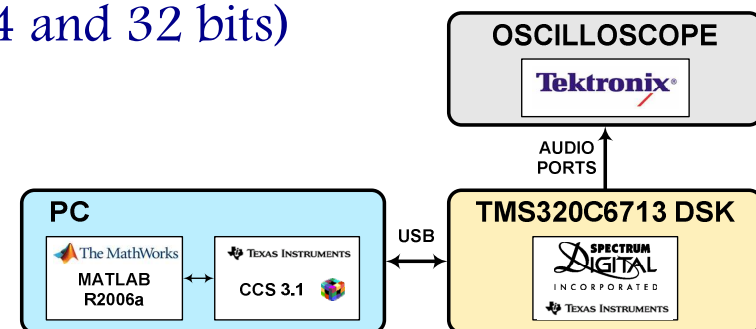 4 and 32 bits)
OSCILLOSCOPE
Tektronix®
AUDIO
PORTS
PC
The MathWorks
MATLAB
R2006a
TEXAS INSTRUMENTS
CCS 3.1
USB
TMS320C6713 DSK
SPECTRUM
DIGITAL
INCORPORATED
TEXAS INSTRUMENTS